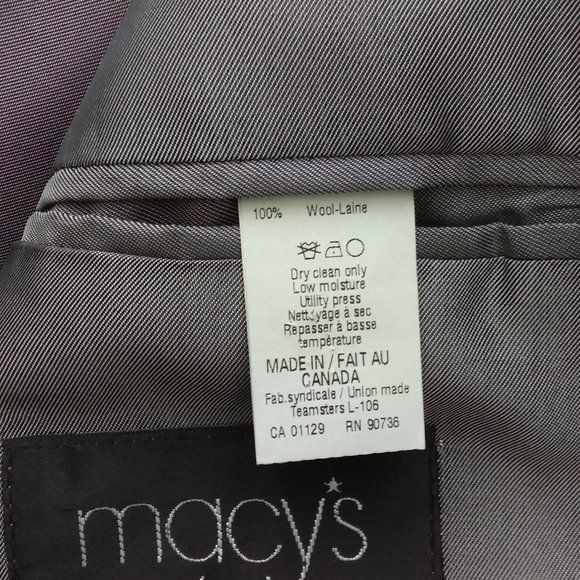 100% Wool-Laine
Dry clean only
Low moisture
Utility press
Nettoyage à sec
Repasser à basse
température
MADE IN / FAIT AU
CANADA
Fab.syndicale / Union made
Teamsters L-106
CA 01129 RN 90736
macy's